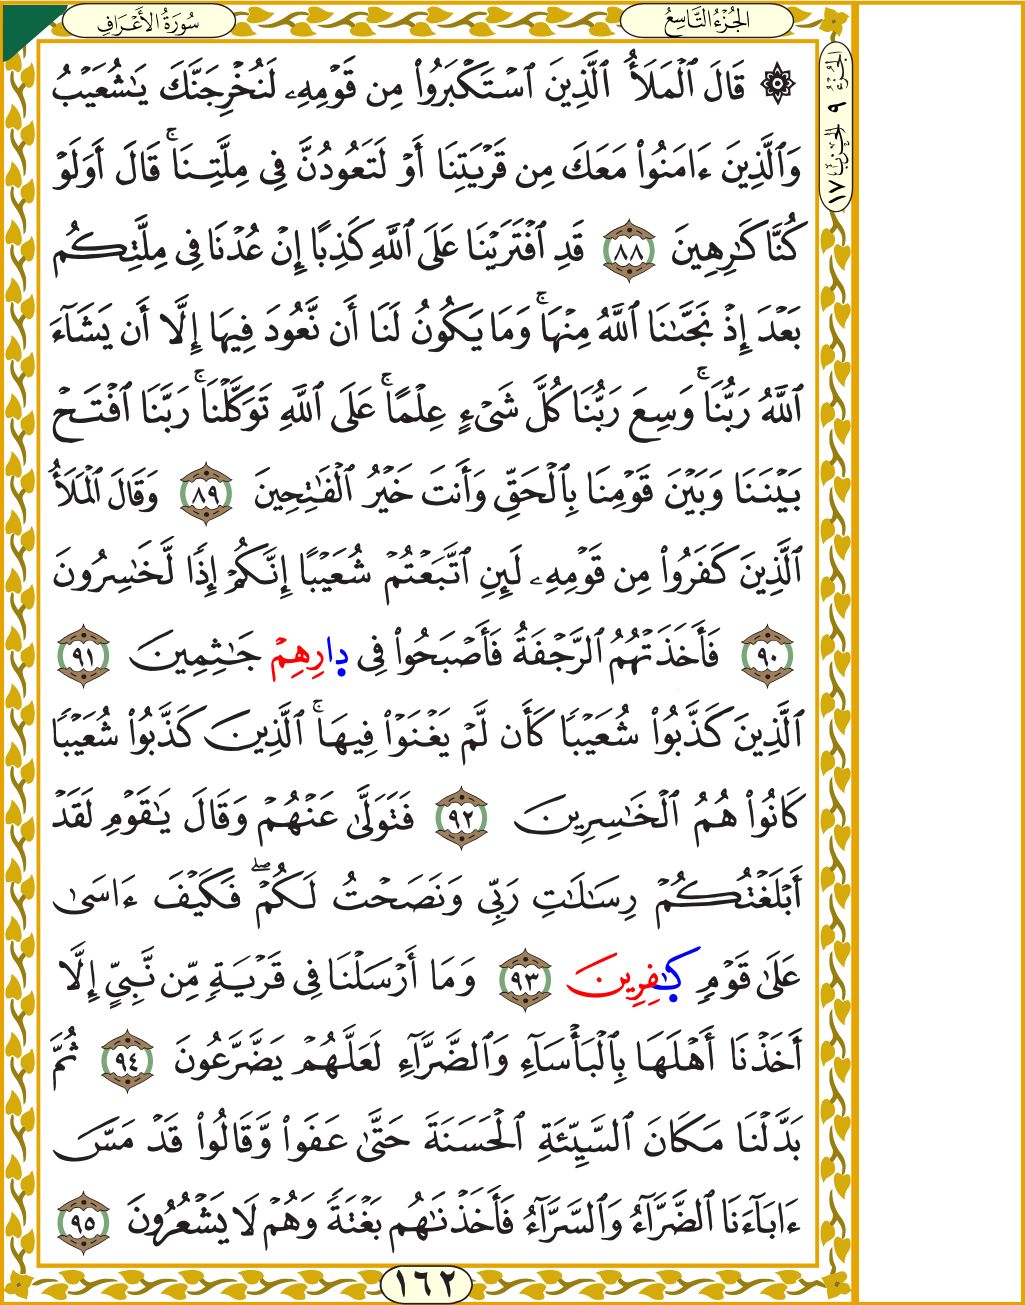 سُورَةُ الأَعْرَافِ
الجُزْءُ التَّاسِعُ
الجزء ٩ الحزب ١٧
۞ قَالَ ٱلۡمَلَأُ ٱلَّذِينَ ٱسۡتَكۡبَرُواْ مِن قَوۡمِهِۦ لَنُخۡرِجَنَّكَ يَٰشُعَيۡبُ
وَٱلَّذِينَ ءَامَنُواْ مَعَكَ مِن قَرۡيَتِنَآ أَوۡ لَتَعُودُنَّ فِي مِلَّتِنَاۚ قَالَ أَوَلَوۡ
كُنَّا كَٰرِهِينَ ٨٨ قَدِ ٱفۡتَرَيۡنَا عَلَى ٱللَّهِ كَذِبًا إِنۡ عُدۡنَا فِي مِلَّتِكُم
بَعۡدَ إِذۡ نَجَّىٰنَا ٱللَّهُ مِنۡهَاۚ وَمَا يَكُونُ لَنَآ أَن نَّعُودَ فِيهَآ إِلَّآ أَن يَشَآءَ
ٱللَّهُ رَبُّنَاۚ وَسِعَ رَبُّنَا كُلَّ شَيۡءٍ عِلۡمًاۚ عَلَى ٱللَّهِ تَوَكَّلۡنَاۚ رَبَّنَا ٱفۡتَحۡ
بَيۡنَنَا وَبَيۡنَ قَوۡمِنَا بِٱلۡحَقِّ وَأَنتَ خَيۡرُ ٱلۡفَٰتِحِينَ ٨٩ وَقَالَ ٱلۡمَلَأُ
ٱلَّذِينَ كَفَرُواْ مِن قَوۡمِهِۦ لَئِنِ ٱتَّبَعۡتُمۡ شُعَيۡبًا إِنَّكُمۡ إِذٗا لَّخَٰسِرُونَ
٩٠ فَأَخَذَتۡهُمُ ٱلرَّجۡفَةُ فَأَصۡبَحُواْ فِي دِارِهِمۡ جَٰثِمِينَ ٩١
ٱلَّذِينَ كَذَّبُواْ شُعَيۡبٗا كَأَن لَّمۡ يَغۡنَوۡاْ فِيهَاۚ ٱلَّذِينَ كَذَّبُواْ شُعَيۡبٗا
كَانُواْ هُمُ ٱلۡخَٰسِرِينَ ٩٢ فَتَوَلَّىٰ عَنۡهُمۡ وَقَالَ يَٰقَوۡمِ لَقَدۡ
أَبۡلَغۡتُكُمۡ رِسَٰلَٰتِ رَبِّي وَنَصَحۡتُ لَكُمۡۖ فَكَيۡفَ ءَاسَىٰ
عَلَىٰ قَوۡمٖ كَٰفِرِينَ ٩٣ وَمَآ أَرۡسَلۡنَا فِي قَرۡيَةٖ مِّن نَّبِيٍّ إِلَّآ
أَخَذۡنَآ أَهۡلَهَا بِٱلۡبَأۡسَآءِ وَٱلضَّرَّآءِ لَعَلَّهُمۡ يَضَّرَّعُونَ ٩٤ ثُمَّ
بَدَّلۡنَا مَكَانَ ٱلسَّيِّئَةِ ٱلۡحَسَنَةَ حَتَّىٰ عَفَواْ وَّقَالُواْ قَدۡ مَسَّ
ءَابَآءَنَا ٱلضَّرَّآءُ وَٱلسَّرَّآءُ فَأَخَذۡنَٰهُم بَغۡتَةٗ وَهُمۡ لَا يَشۡعُرُونَ ٩٥
١٦٢